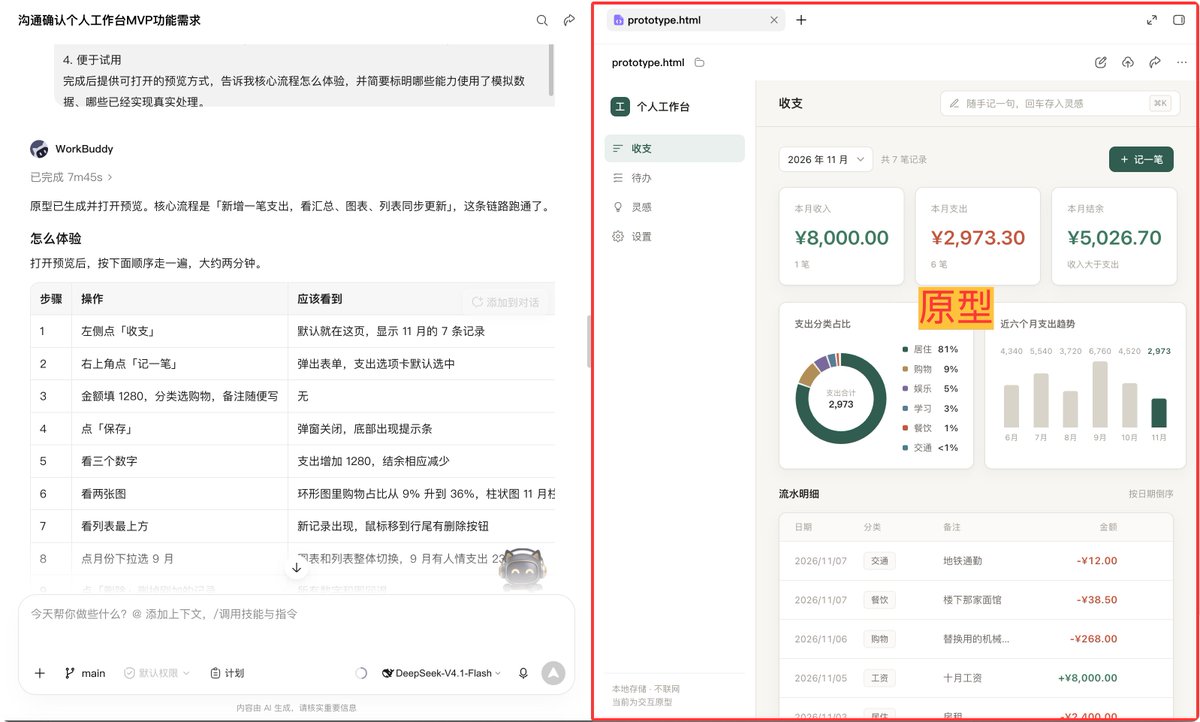 沟通确认个人工作台MVP功能需求
4. 便于试用
完成后提供可打开的预览方式，告诉我核心流程怎么体验，并简要标明哪些能力使用了模拟数
据、哪些已经实现真实处理。
WorkBuddy
已完成 7m45s >
原型已生成并打开预览。核心流程是「新增一笔支出，看汇总、图表、列表同步更新」，这条链路跑通了。
怎么体验
打开预览后，按下面顺序走一遍，大约两分钟。
步骤 操作 应该看到
添加到对话
1 左侧点「收支」 默认就在这页，显示 11 月的 7 条记录
2 右上角点「记一笔」 弹出表单，支出选项卡默认选中
3 金额填 1280，分类选购物，备注随便写 无
4 点「保存」 弹窗关闭，底部出现提示条
5 看三个数字 支出增加 1280，结余相应减少
6 看两张图 环形图里购物占比从 9% 升到 36%，柱状图 11 月柱
7 看列表最上方 新记录出现，鼠标移到行尾有删除按钮
8 点月份下拉选 9 月 图表和列表整体切换，9 月有人情支出 23
今天帮你做些什么？@ 添加上下文，/调用技能与指令
main 默认权限 计划 DeepSeek-V4.1-Flash
内容由 AI 生成，请核实重要信息
prototype.html
prototype.html
工 个人工作台
收支
待办
灵感
设置
本地存储 · 不联网
当前为交互原型
收支
随手记一句，回车存入灵感 ⌘K
2026 年 11 月 共 7 笔记录 + 记一笔
本月收入
¥8,000.00
1 笔
本月支出
¥2,973.30
6 笔
本月结余
¥5,026.70
收入大于支出
原型
支出分类占比
支出合计
2,973
居住 81%
购物 9%
娱乐 5%
学习 3%
餐饮 1%
交通 <1%
近六个月支出趋势
4,340 5,540 3,720 6,760 4,520 2,973
6月 7月 8月 9月 10月 11月
流水明细 按日期倒序
日期 分类 备注 金额
2026/11/07 交通 地铁通勤 -¥12.00
2026/11/07 餐饮 楼下那家面馆 -¥38.50
2026/11/06 购物 替换用的机械… -¥268.00
2026/11/05 工资 十月工资 +¥8,000.00
2026/11/03 居住 房租 -¥2,400.00